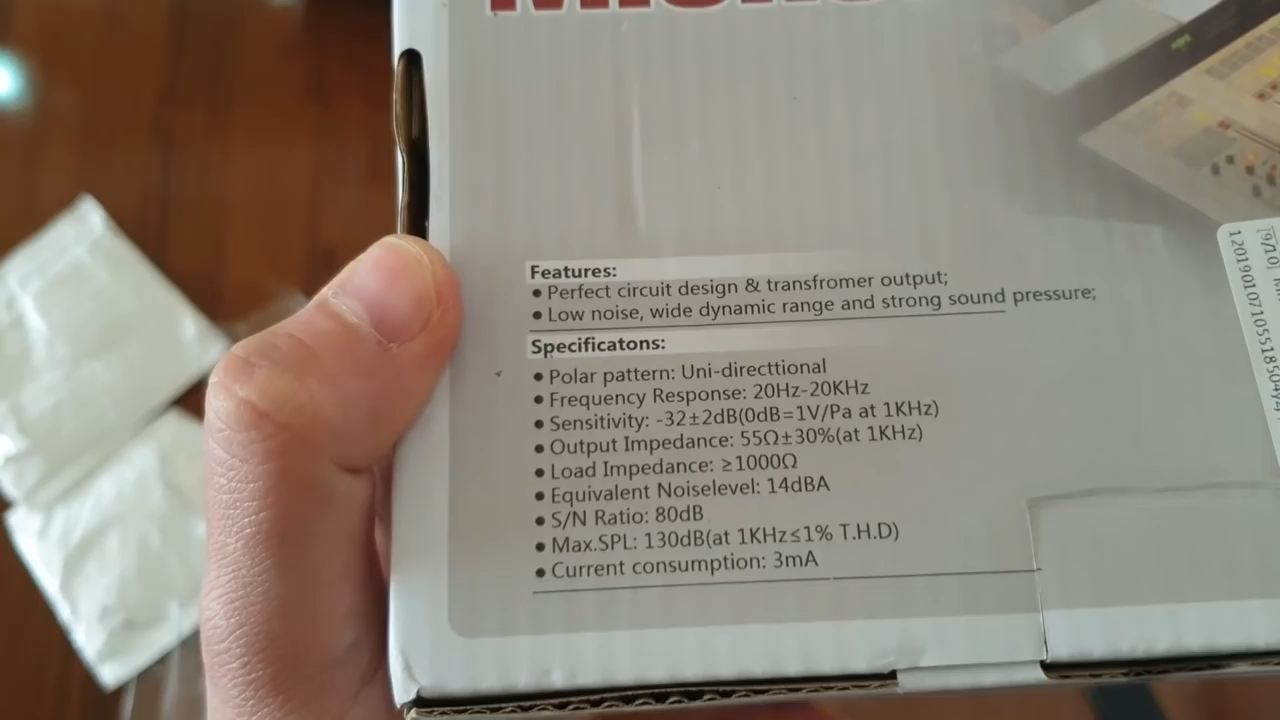 Features:
● Perfect circuit design & transfromer output;
● Low noise, wide dynamic range and strong sound pressure;
Specificatons:
● Polar pattern: Uni-directtional
● Frequency Response: 20Hz-20KHz
● Sensitivity: -32±2dB(0dB=1V/Pa at 1KHz)
● Output Impedance: 55Ω±30%(at 1KHz)
● Load Impedance: ≥1000Ω
● Equivalent Noiselevel: 14dBA
● S/N Ratio: 80dB
● Max.SPL: 130dB(at 1KHz≤1% T.H.D)
● Current consumption: 3mA